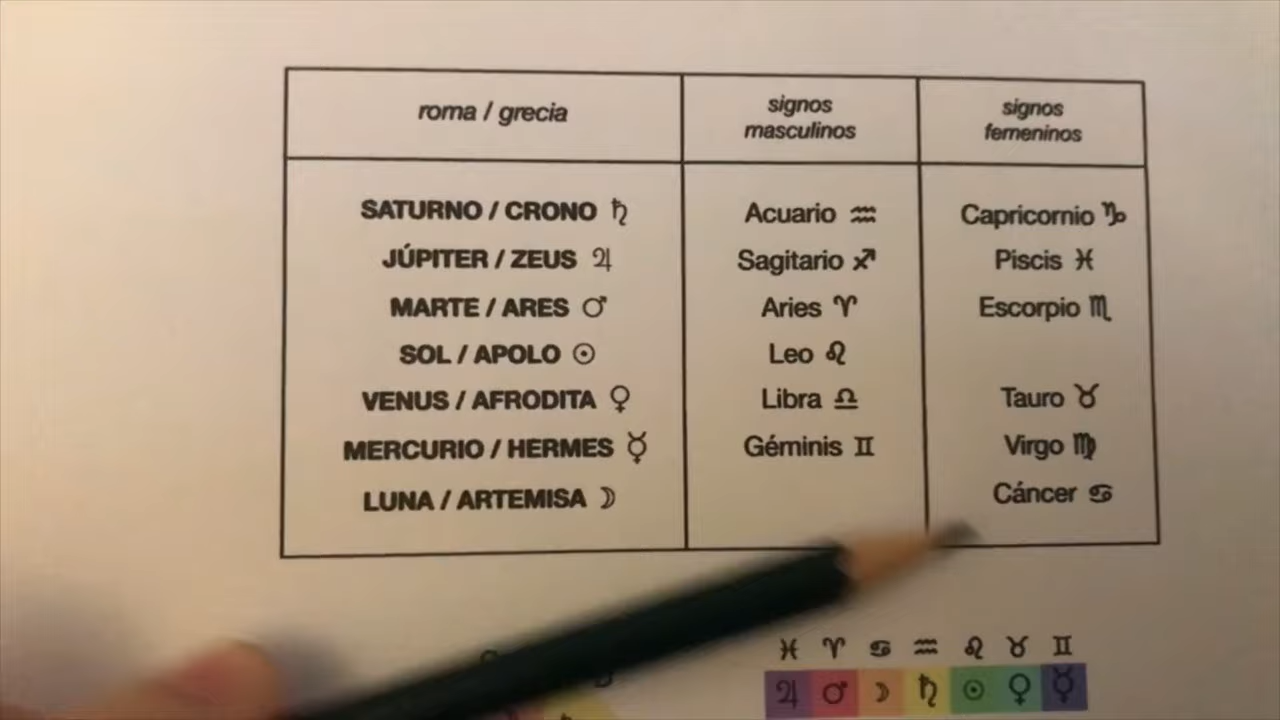 roma / grecia
signos
masculinos
signos
femeninos
SATURNO / CRONO ♄ Acuario ♒ Capricornio ♑
JÚPITER / ZEUS ♃ Sagitario ♐ Piscis ♓
MARTE / ARES ♂ Aries ♈ Escorpio ♏
SOL / APOLO ☉ Leo ♌
VENUS / AFRODITA ♀ Libra ♎ Tauro ♉
MERCURIO / HERMES ☿ Géminis ♊ Virgo ♍
LUNA / ARTEMISA ☽ Cáncer ♋
♓ ♈ ♋ ♒ ♌ ♉ ♊
♃ ♂ ☽ ♄ ☉ ♀ ☿